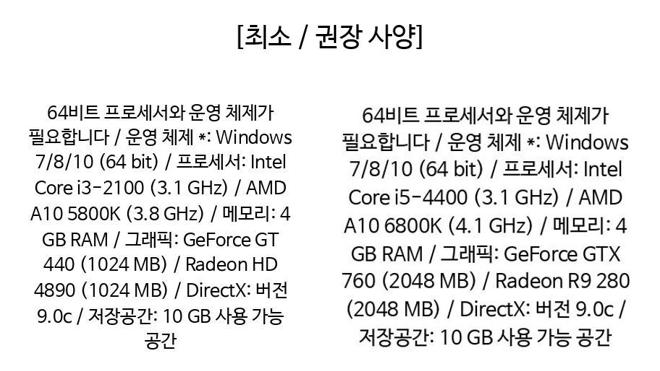 [최소 / 권장 사양]
64비트 프로세서와 운영 체제가
필요합니다 / 운영 체제 *: Windows
7/8/10 (64 bit) / 프로세서: Intel
Core i3-2100 (3.1 GHz) / AMD
A10 5800K (3.8 GHz) / 메모리: 4
GB RAM / 그래픽: GeForce GT
440 (1024 MB) / Radeon HD
4890 (1024 MB) / DirectX: 버전
9.0c / 저장공간: 10 GB 사용 가능
공간
64비트 프로세서와 운영 체제가
필요합니다 / 운영 체제 *: Windows
7/8/10 (64 bit) / 프로세서: Intel
Core i5-4400 (3.1 GHz) / AMD
A10 6800K (4.1 GHz) / 메모리: 4
GB RAM / 그래픽: GeForce GTX
760 (2048 MB) / Radeon R9 280
(2048 MB) / DirectX: 버전 9.0c /
저장공간: 10 GB 사용 가능 공간